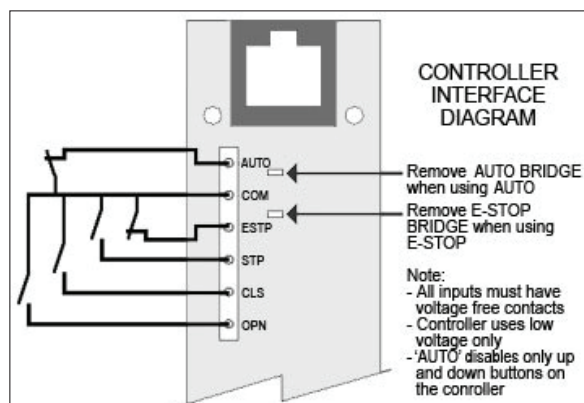 CONTROLLER
INTERFACE
DIAGRAM
AUTO
COM
ESTP
STP
CLS
OPN
Remove AUTO BRIDGE
when using AUTO
Remove E-STOP
BRIDGE when using
E-STOP
Note:
- All inputs must have
voltage free contacts
- Controller uses low
voltage only
- 'AUTO' disables only up
and down buttons on
the conroller